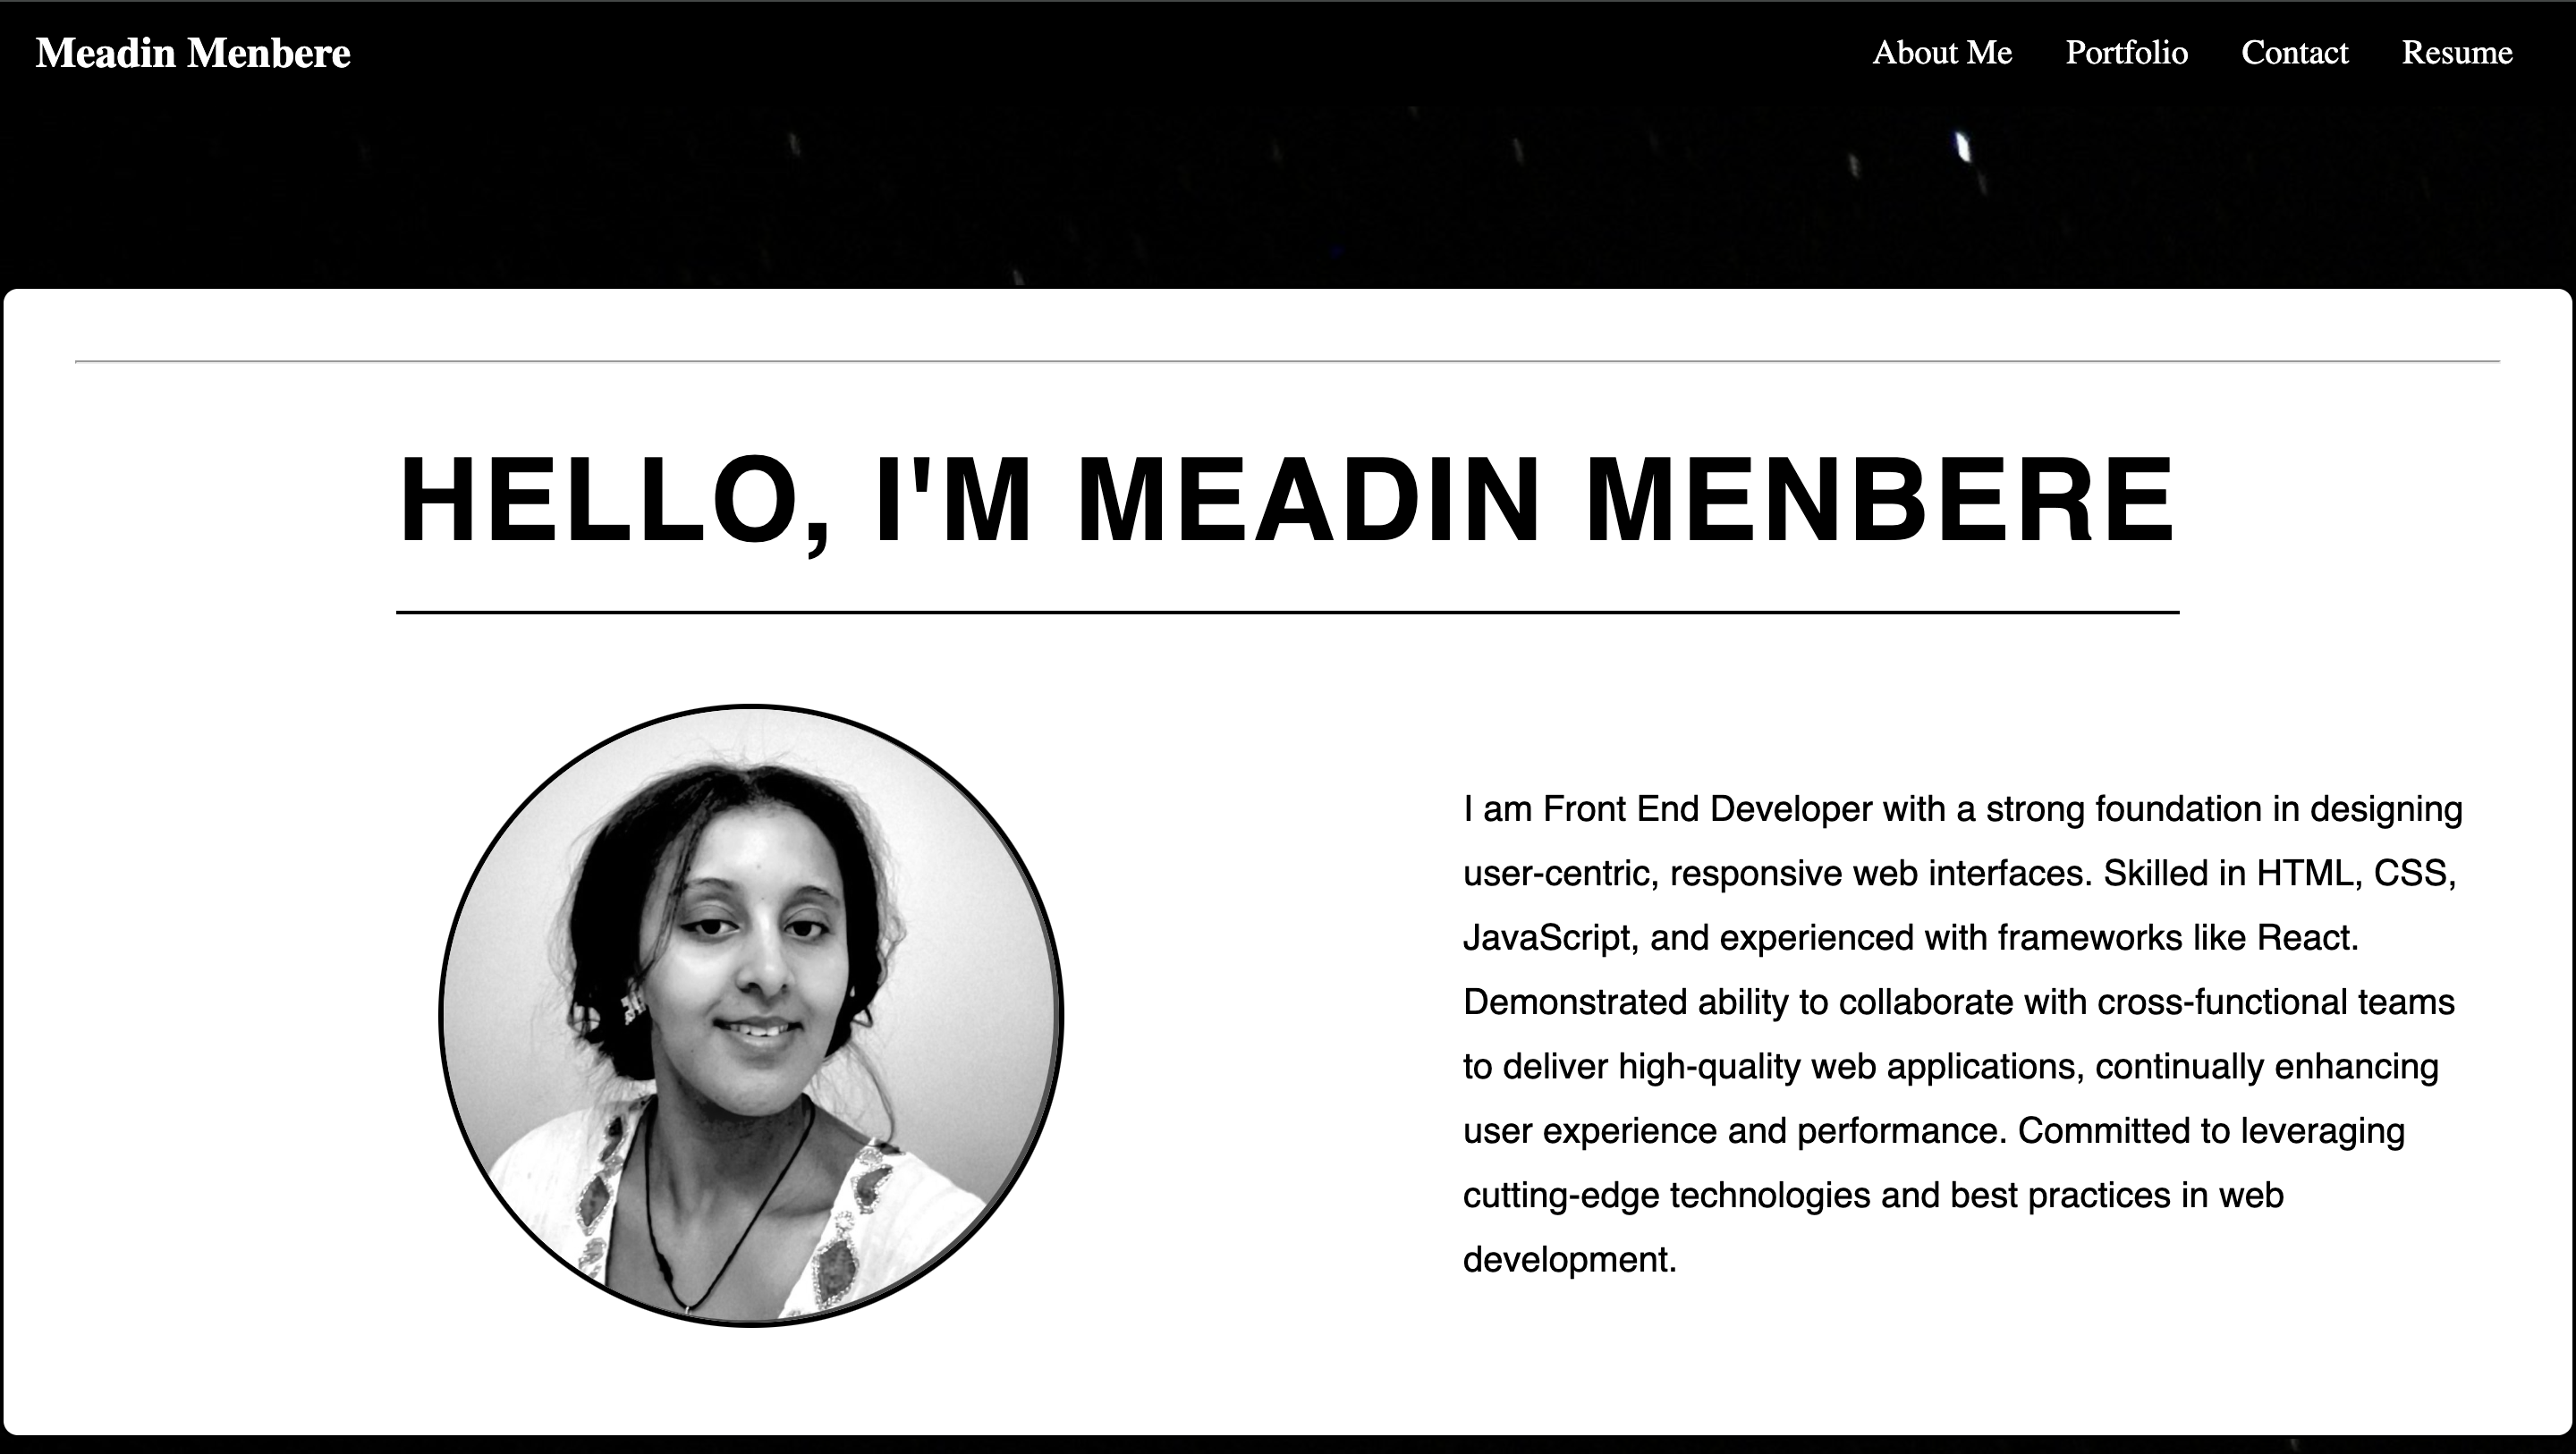 Meadin Menbere
About Me Portfolio Contact Resume
HELLO, I'M MEADIN MENBERE
I am Front End Developer with a strong foundation in designing
user-centric, responsive web interfaces. Skilled in HTML, CSS,
JavaScript, and experienced with frameworks like React.
Demonstrated ability to collaborate with cross-functional teams
to deliver high-quality web applications, continually enhancing
user experience and performance. Committed to leveraging
cutting-edge technologies and best practices in web
development.